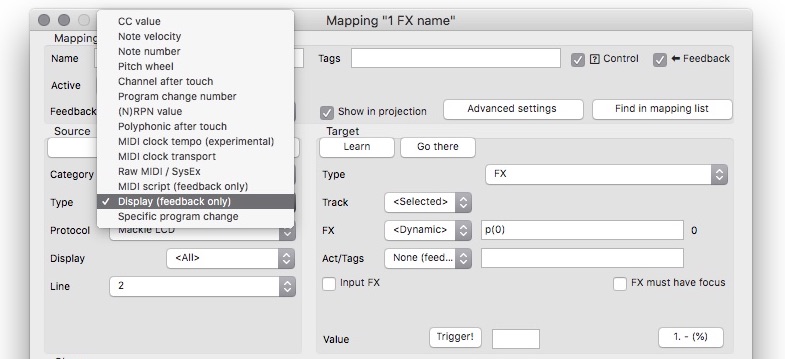 Mapping "1 FX name"
Mapping
Name
Tags
? Control
Feedback
Active
Feedback
Show in projection
Advanced settings
Find in mapping list
CC value
Note velocity
Note number
Pitch wheel
Channel after touch
Program change number
(N)RPN value
Polyphonic after touch
MIDI clock tempo (experimental)
MIDI clock transport
Raw MIDI / SysEx
MIDI script (feedback only)
✓ Display (feedback only)
Specific program change
Source
Category
Type
Protocol
Mackie LCD
Display
<All>
Line
2
Target
Learn
Go there
Type
FX
Track
<Selected>
FX
<Dynamic>
p(0)
0
Act/Tags
None (feed...
Input FX
FX must have focus
Value
Trigger!
1. - (%)